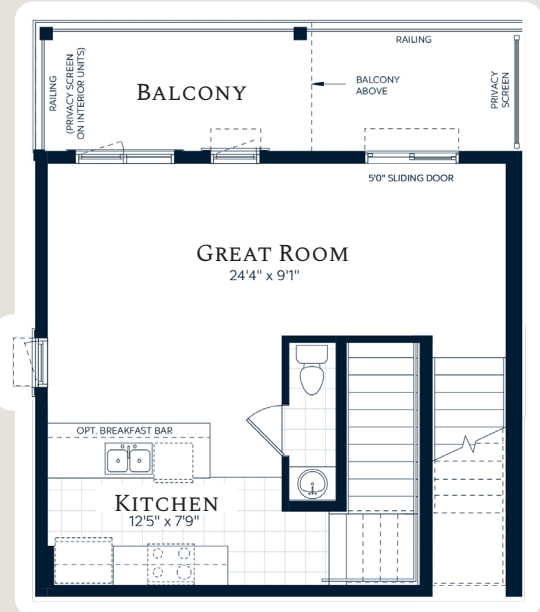 RAILING
RAILING
(PRIVACY SCREEN
ON INTERIOR UNITS)
BALCONY
BALCONY
ABOVE
PRIVACY
SCREEN
5'0" SLIDING DOOR
GREAT ROOM
24'4" x 9'1"
OPT. BREAKFAST BAR
KITCHEN
12'5" x 7'9"